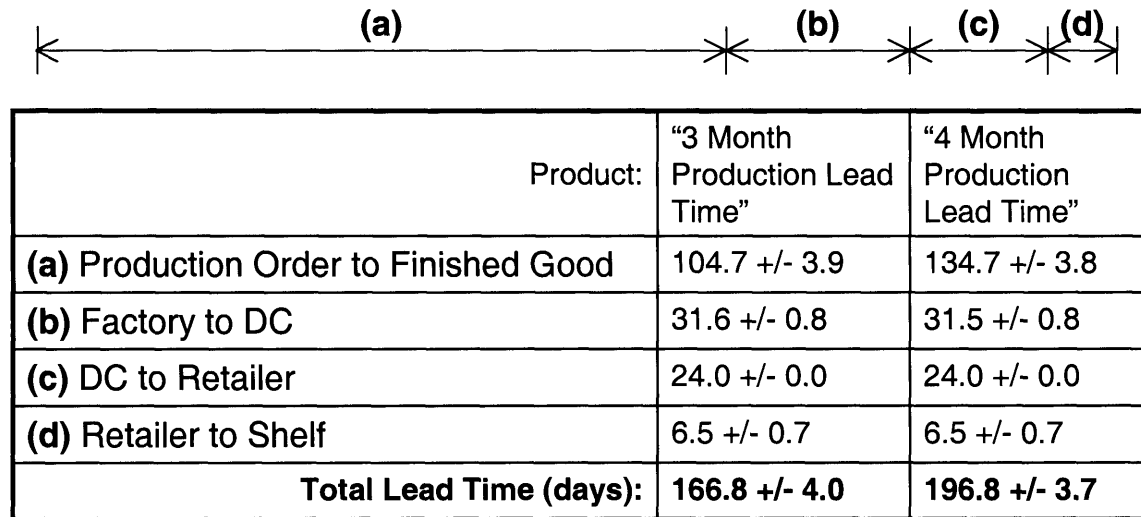 (a) (b) (c) (d)
Product: "3 Month Production Lead Time" "4 Month Production Lead Time"
(a) Production Order to Finished Good 104.7 +/- 3.9 134.7 +/- 3.8
(b) Factory to DC 31.6 +/- 0.8 31.5 +/- 0.8
(c) DC to Retailer 24.0 +/- 0.0 24.0 +/- 0.0
(d) Retailer to Shelf 6.5 +/- 0.7 6.5 +/- 0.7
Total Lead Time (days): 166.8 +/- 4.0 196.8 +/- 3.7